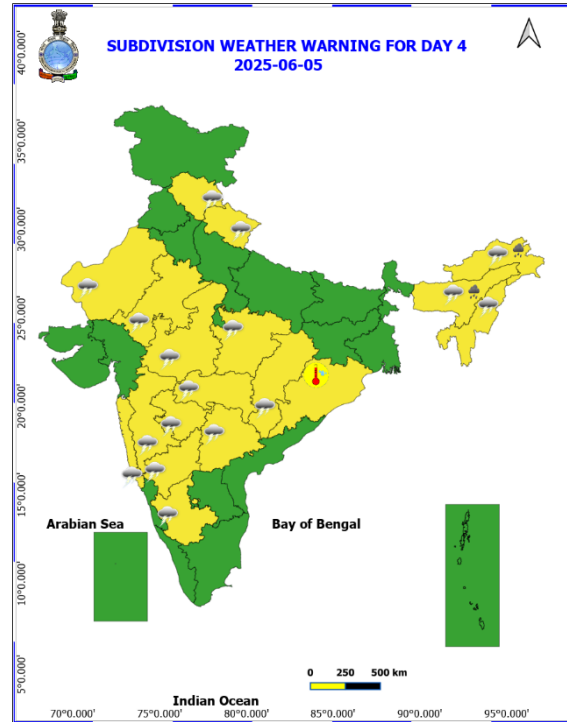 SUBDIVISION WEATHER WARNING FOR DAY 4
2025-06-05
40°0.000'
35°0.000'
30°0.000'
25°0.000'
20°0.000'
15°0.000'
10°0.000'
5°0.000'
Arabian Sea
Bay of Bengal
0 250 500 km
Indian Ocean
70°0.000' 75°0.000' 80°0.000' 85°0.000' 90°0.000' 95°0.000'